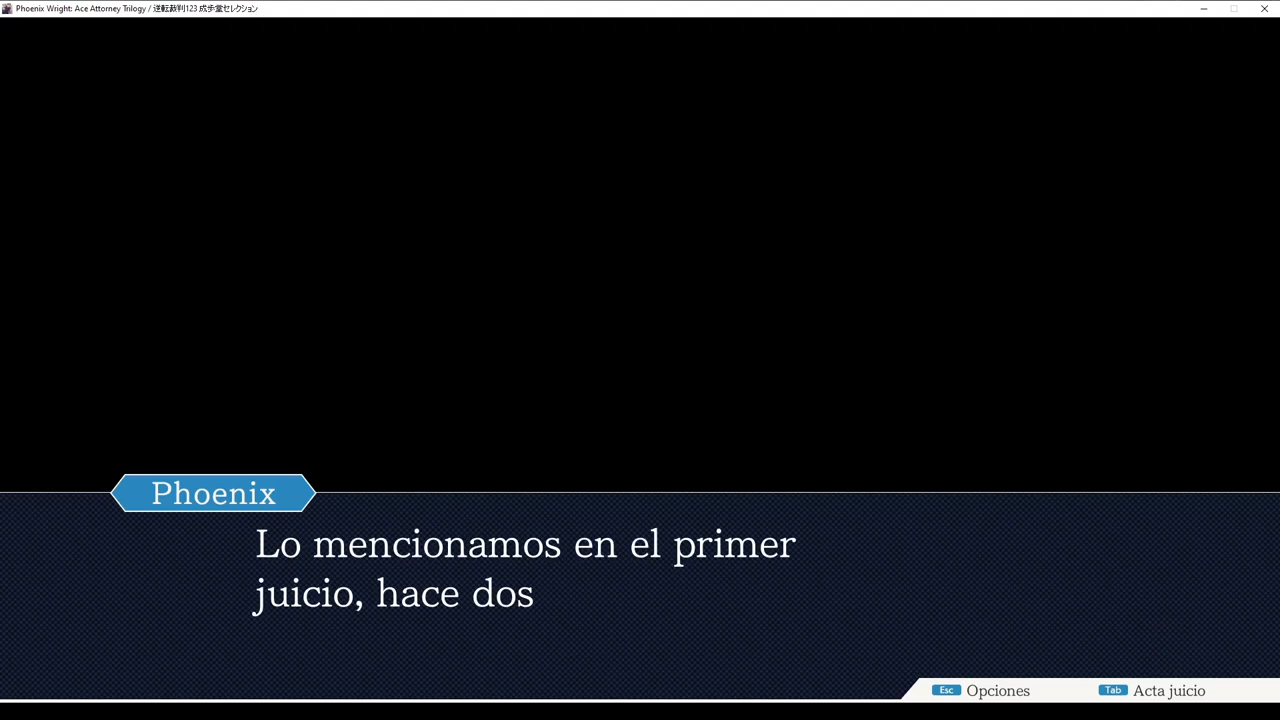 Phoenix Wright: Ace Attorney Trilogy / 逆転裁判123 成歩堂セレクション
Phoenix
Lo mencionamos en el primer
juicio, hace dos
Esc Opciones Tab Acta juicio